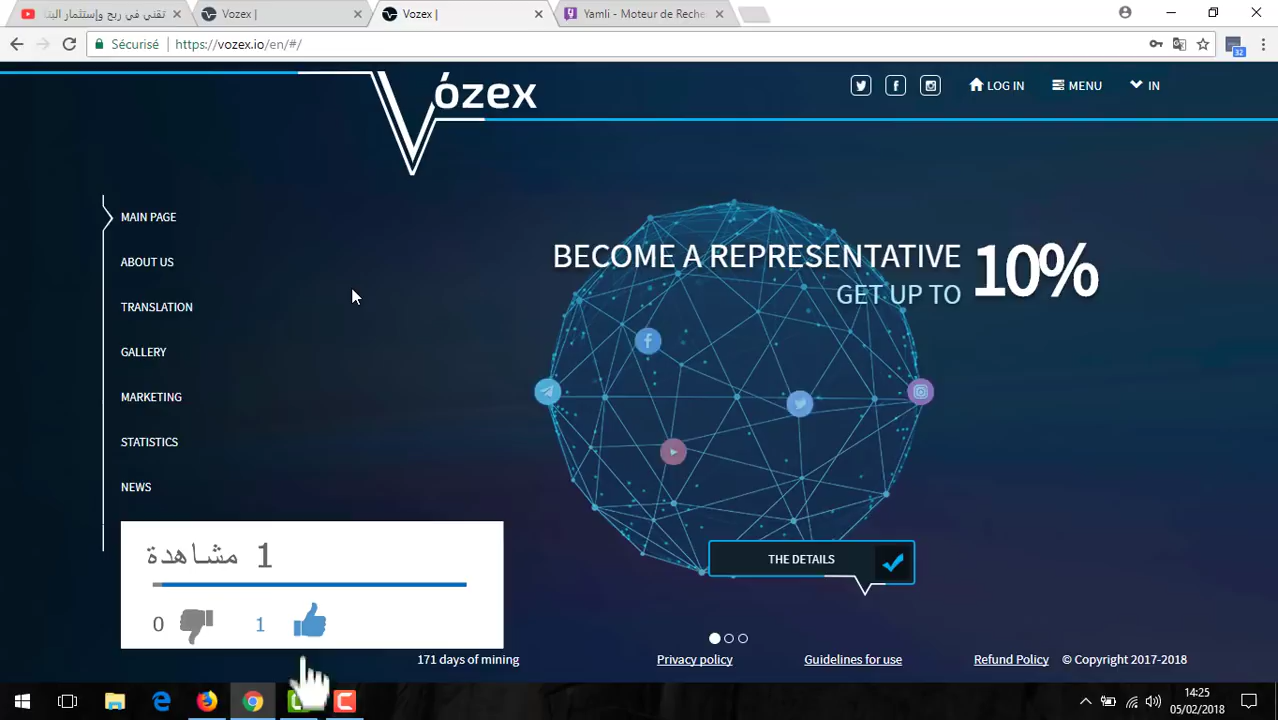 تقني في ربح وإستثمار البتا
Vozex |
Vozex |
Yamli - Moteur de Reche
Sécurisé
https://vozex.io/en/#/
32
Vózex
LOG IN
MENU
IN
MAIN PAGE
ABOUT US
TRANSLATION
GALLERY
MARKETING
STATISTICS
NEWS
BECOME A REPRESENTATIVE
GET UP TO
10%
THE DETAILS
1 مشاهدة
0
1
171 days of mining
Privacy policy
Guidelines for use
Refund Policy
© Copyright 2017-2018
14:25
05/02/2018